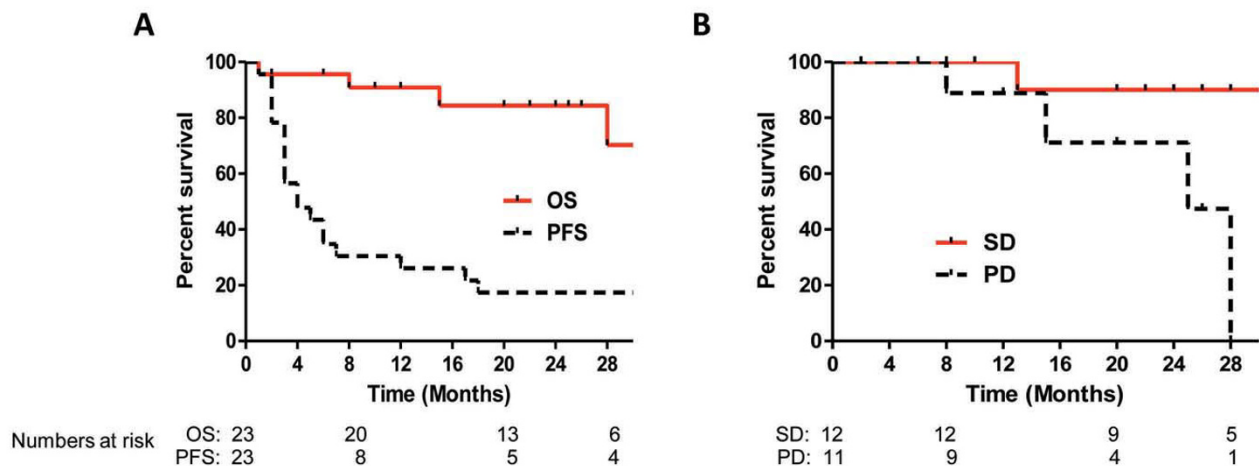 A
B
Percent survival
100
80
60
40
20
0
OS
PFS
0 4 8 12 16 20 24 28
Time (Months)
Percent survival
100
80
60
40
20
0
SD
PD
0 4 8 10 12 16 20 24 28
Time (Months)
Numbers at risk
OS: 23 20 13 6
PFS: 23 8 5 4
SD: 12 12 9 5
PD: 11 9 4 1